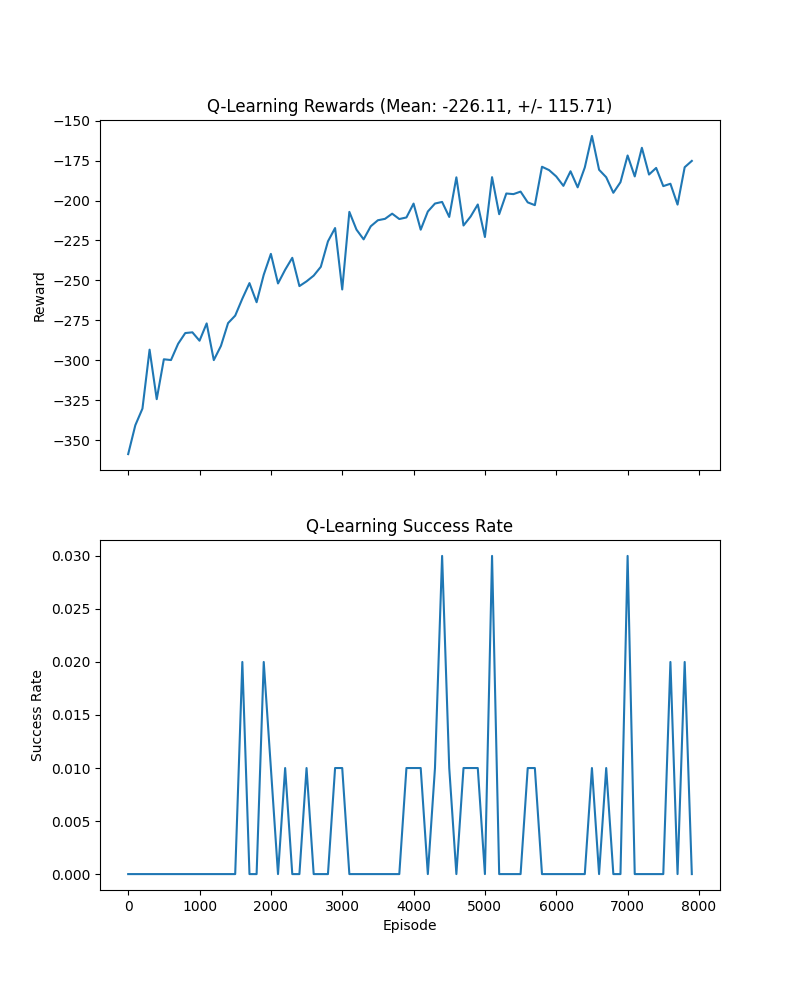 Q-Learning Rewards (Mean: -226.11, +/- 115.71)
−150
−175
−200
−225
−250
−275
−300
−325
−350
Reward
Q-Learning Success Rate
0.030
0.025
0.020
0.015
0.010
0.005
0.000
Success Rate
0 1000 2000 3000 4000 5000 6000 7000 8000
Episode